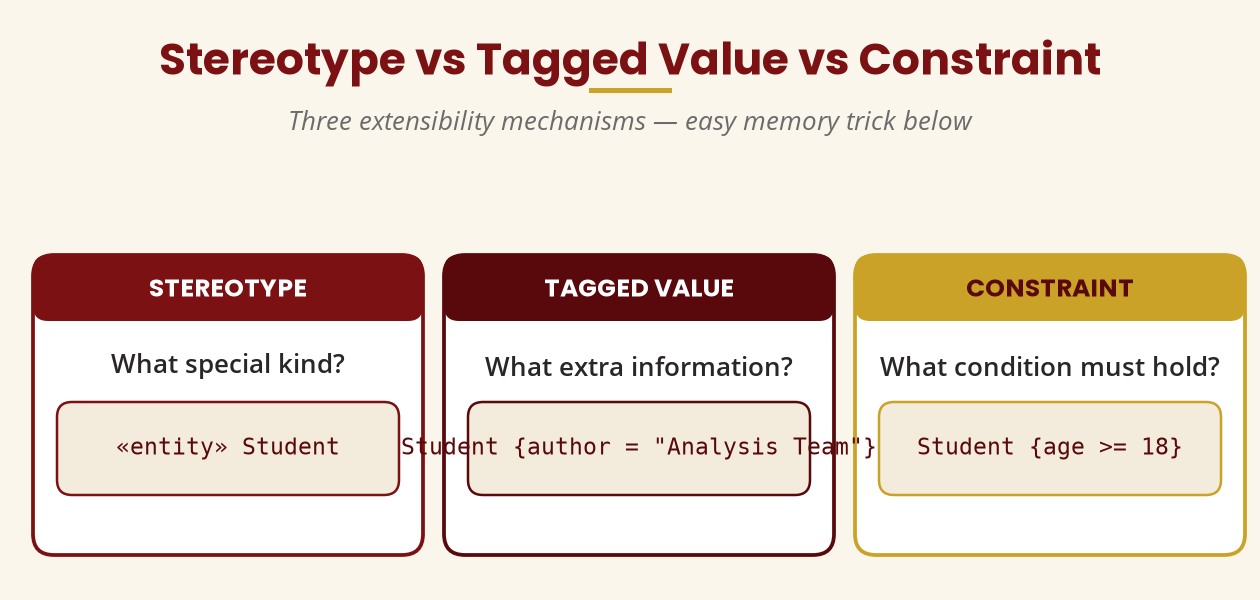 Stereotype vs Tagged Value vs Constraint
Three extensibility mechanisms — easy memory trick below
STEREOTYPE
What special kind?
«entity» Student
TAGGED VALUE
What extra information?
Student {author = "Analysis Team"}
CONSTRAINT
What condition must hold?
Student {age >= 18}